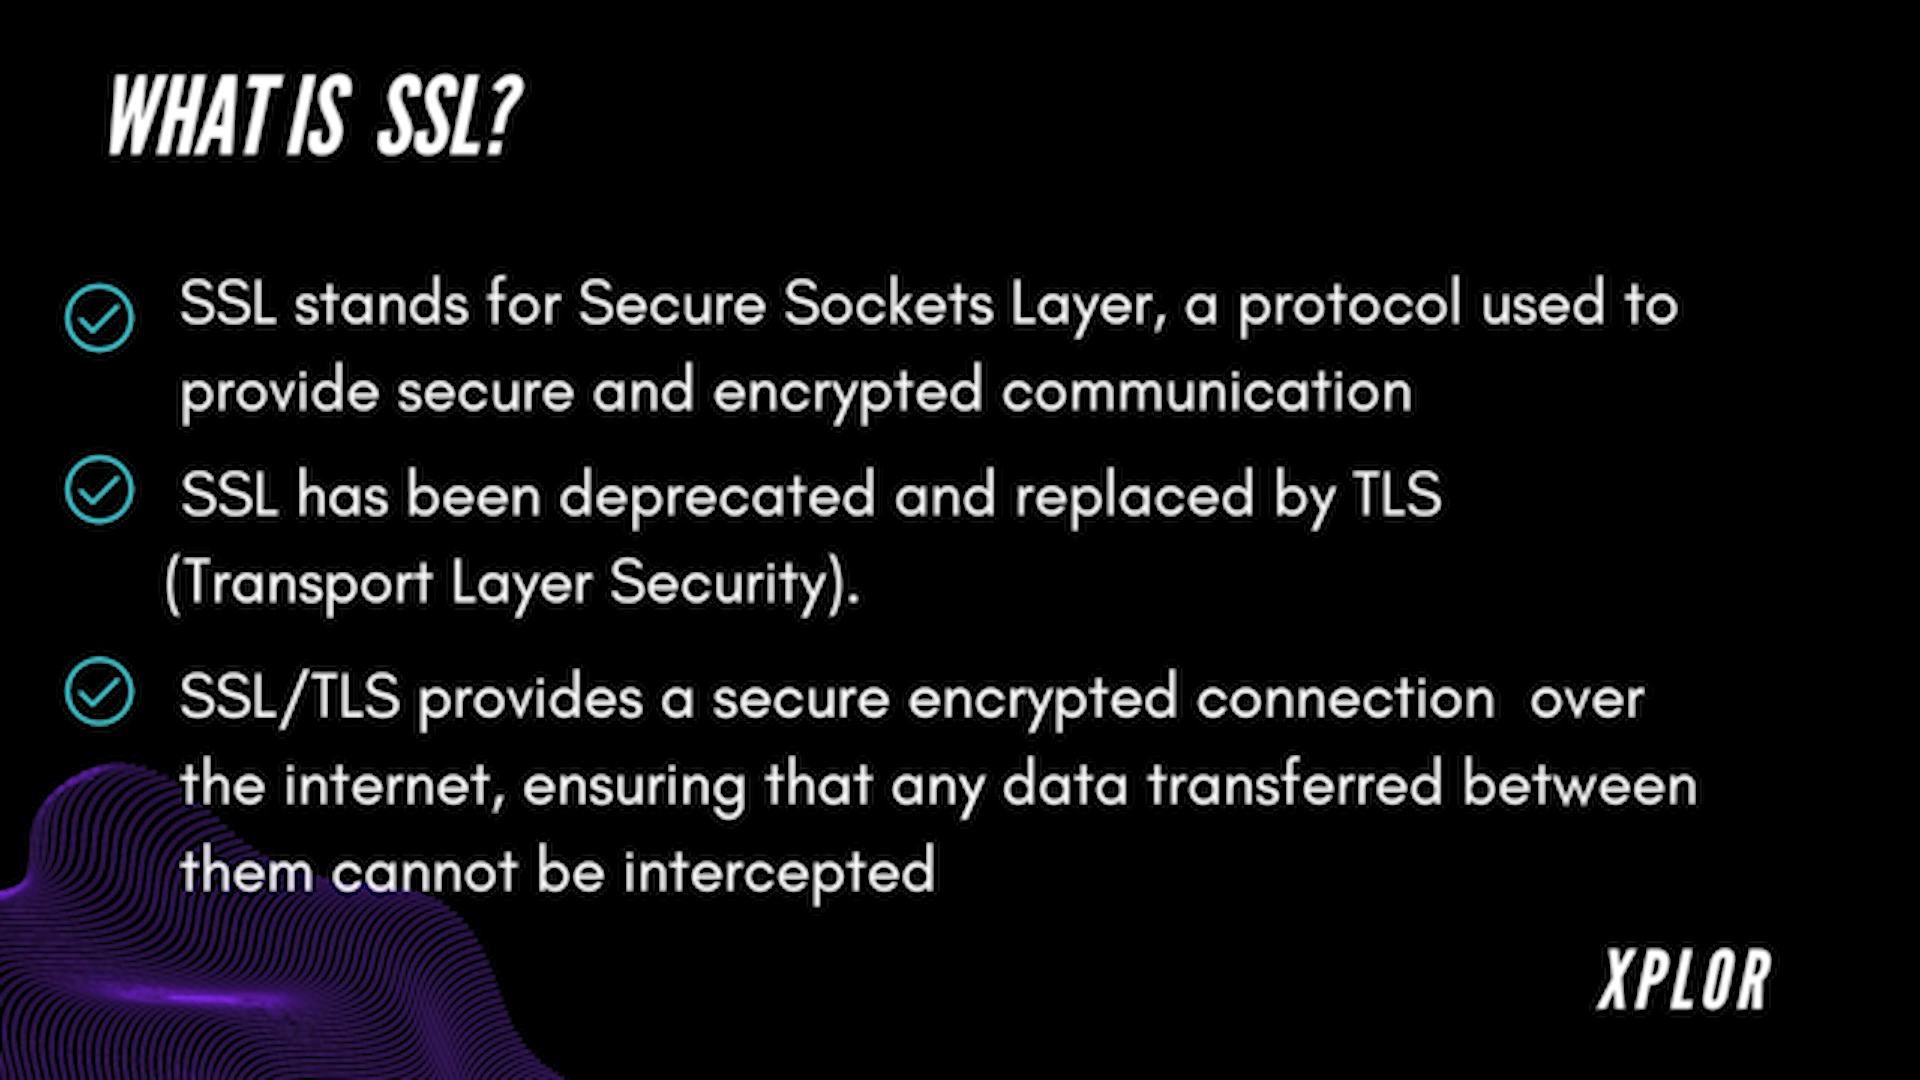 WHAT IS SSL?
SSL stands for Secure Sockets Layer, a protocol used to
provide secure and encrypted communication
SSL has been deprecated and replaced by TLS
(Transport Layer Security).
SSL/TLS provides a secure encrypted connection  over
the internet, ensuring that any data transferred between
them cannot be intercepted
XPLOR